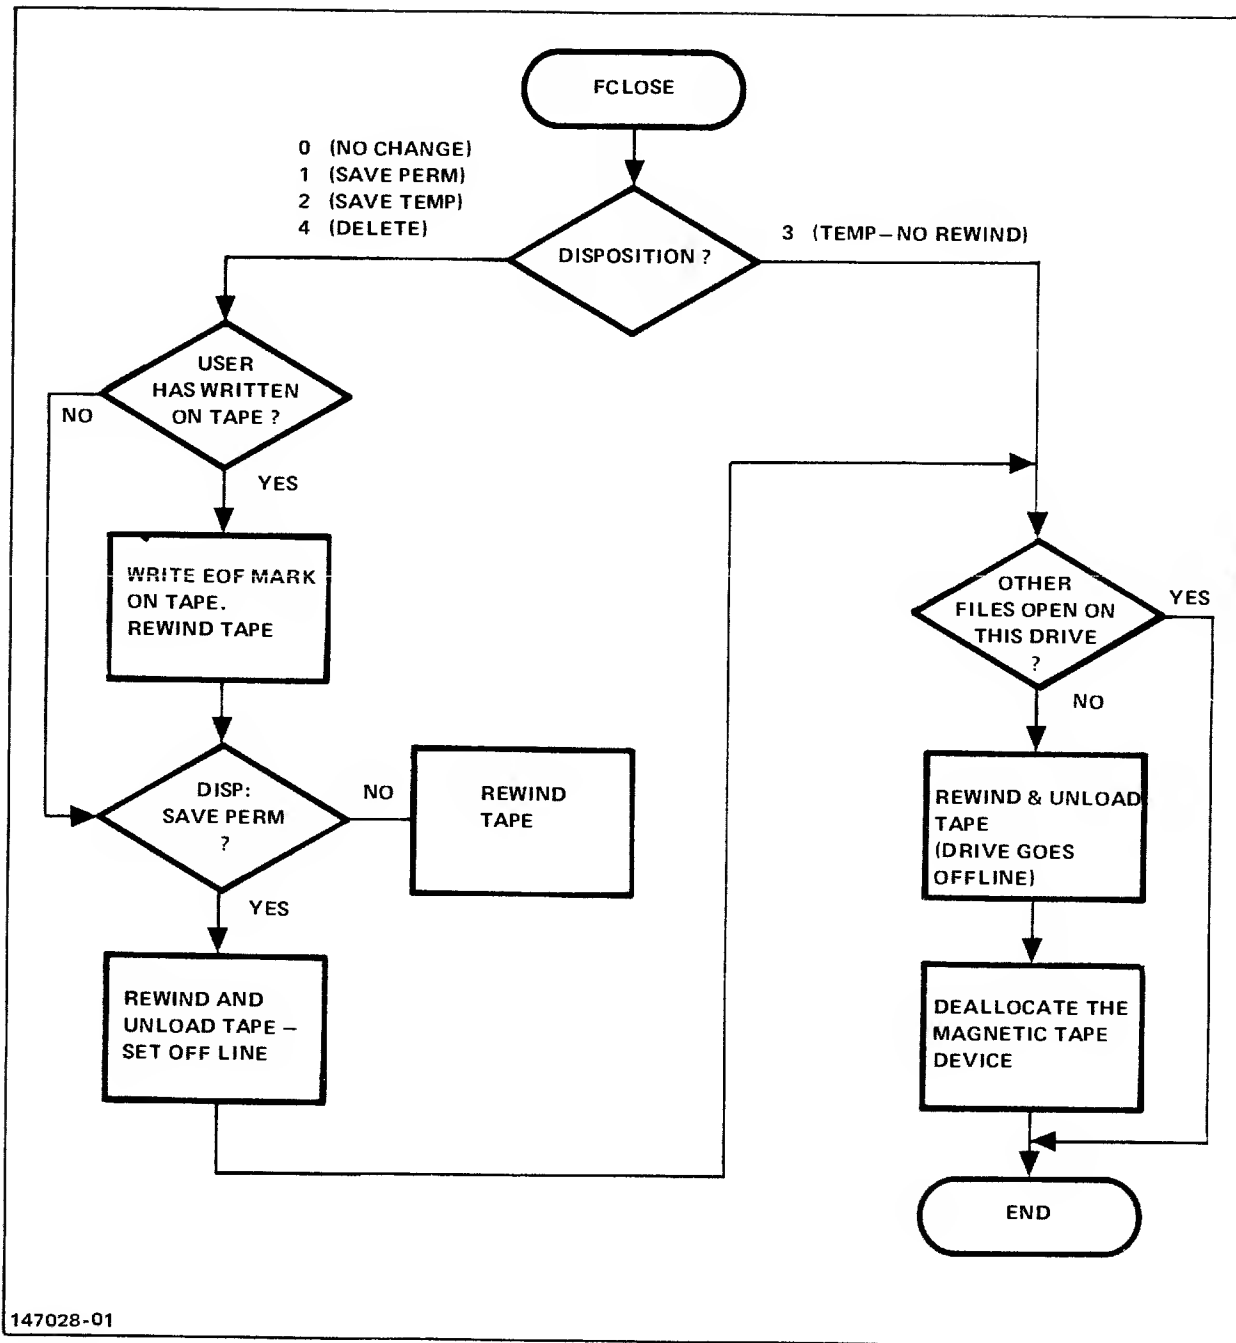 FCLOSE
0 (NO CHANGE)
1 (SAVE PERM)
2 (SAVE TEMP)
4 (DELETE)
DISPOSITION ?
3 (TEMP—NO REWIND)
USER
HAS WRITTEN
ON TAPE ?
NO
YES
WRITE EOF MARK
ON TAPE.
REWIND TAPE
DISP:
SAVE PERM
?
NO
REWIND
TAPE
YES
REWIND AND
UNLOAD TAPE —
SET OFF LINE
OTHER
FILES OPEN ON
THIS DRIVE
?
YES
NO
REWIND & UNLOAD
TAPE
(DRIVE GOES
OFFLINE)
DEALLOCATE THE
MAGNETIC TAPE
DEVICE
END
147028-01